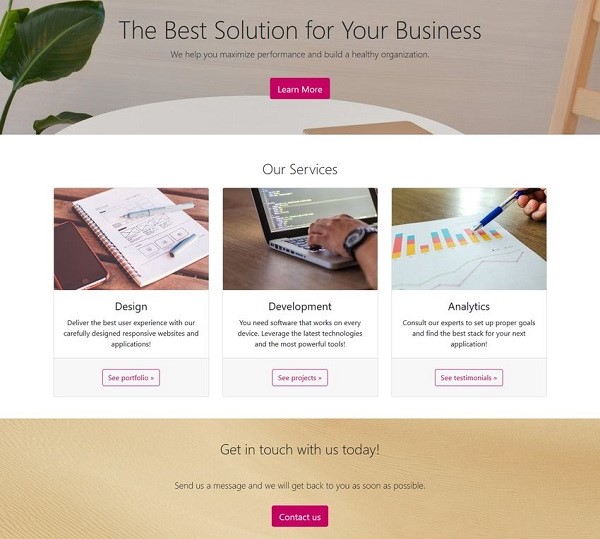 The Best Solution for Your Business
We help you maximize performance and build a healthy organization.
Learn More
Our Services
Design
Deliver the best user experience with our
carefully designed responsive websites and
applications!
See portfolio »
Development
You need software that works on every
device. Leverage the latest technologies
and the most powerful tools!
See projects »
Analytics
Consult our experts to set up proper goals
and find the best stack for your next
application!
See testimonials »
Get in touch with us today!
Send us a message and we will get back to you as soon as possible.
Contact us